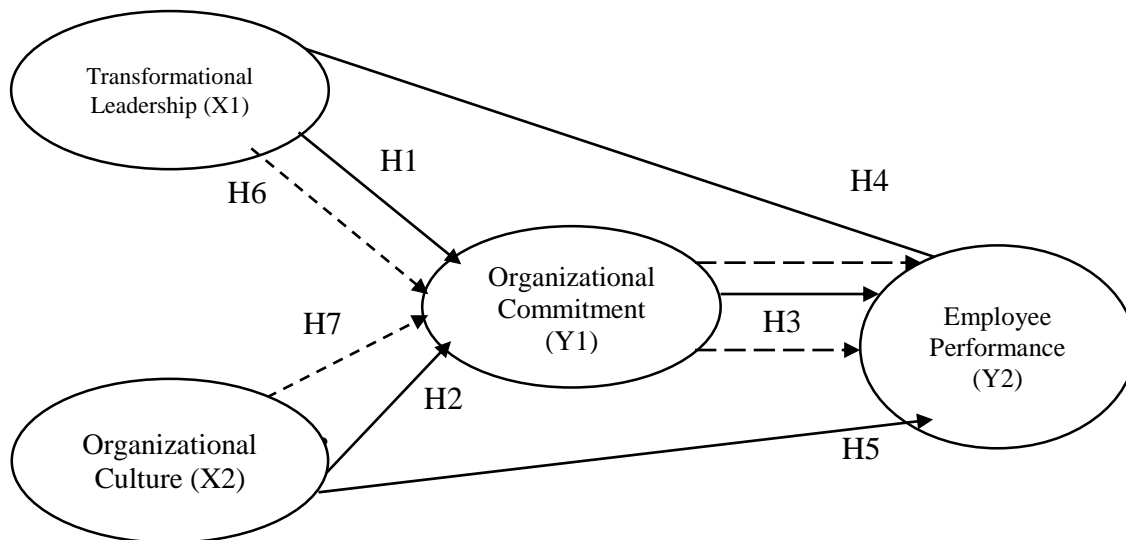 Transformational
Leadership (X1)
H1
H6
H4
Organizational
Commitment
(Y1)
H3
Employee
Performance
(Y2)
H7
H2
Organizational
Culture (X2)
H5